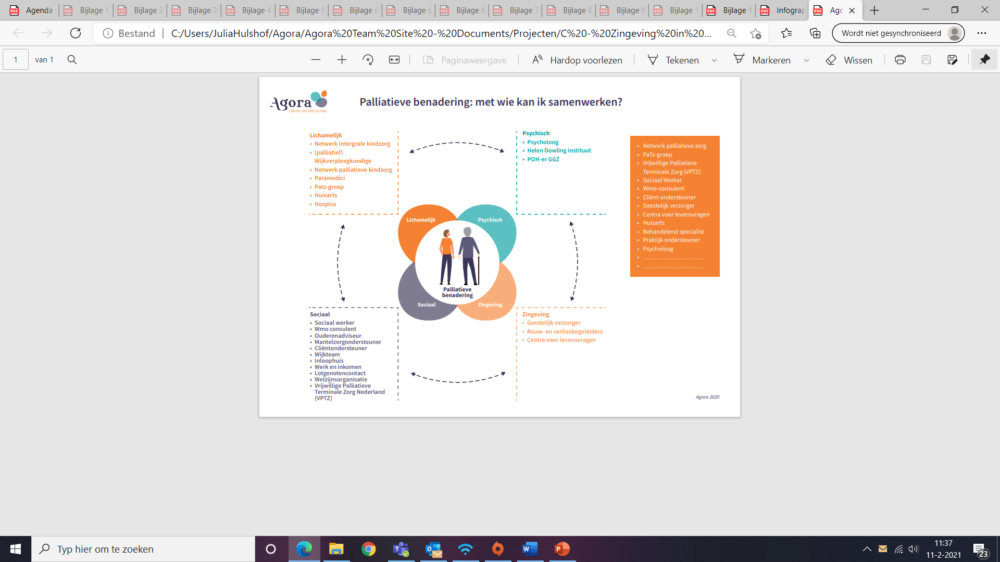 Agenda
Bijlage 1
Bijlage 2
Bijlage 3
Bijlage 4
Bijlage 5
Bijlage 6
Bijlage 6
Bijlage 6
Bijlage 7
Bijlage 8
Bijlage 9
Bijlage 1
Bijlage 1
Infograp
Ago
Bestand
C:/Users/JuliaHulshof/Agora/Agora%20Team%20Site%20-%20Documents/Projecten/C%20-%20Zingeving%20in%20...
Wordt niet gesynchroniseerd
1
van 1
Paginaweergave
Hardop voorlezen
Tekenen
Markeren
Wissen
Agora
Léven tot het einde
Palliatieve benadering: met wie kan ik samenwerken?
Lichamelijk
• Netwerk intergrale kindzorg
• (palliatief)
Wijkverpleegkundige
• Netwerk palliatieve kindzorg
• Paramedici
• Patz-groep
• Huisarts
• Hospice
Psychisch
• Psycholoog
• Helen Dowling instituut
• POH-er GGZ
• Netwerk palliatieve zorg
• PaTz-groep
• Vrijwillige Palliatieve
Terminale Zorg (VPTZ)
• Sociaal Werker
• Wmo-consulent
• Cliënt-ondersteuner
• Geestelijk verzorger
• Centra voor levensvragen
• Huisarts
• Behandelend specialist
• Praktijk ondersteuner
• Psycholoog
• ............................................
• ............................................
Lichamelijk
Psychisch
Palliatieve
benadering
Sociaal
Zingeving
Sociaal
• Sociaal werker
• Wmo consulent
• Ouderenadviseur
• Mantelzorgondersteuner
• Cliëntondersteuner
• Wijkteam
• Inloophuis
• Werk en inkomen
• Lotgenotencontact
• Welzijnsorganisatie
• Vrijwillige Palliatieve
Terminale Zorg Nederland
(VPTZ)
Zingeving
• Geestelijk verzorger
• Rouw- en verliesbegeleiders
• Centra voor levensvragen
Agora 2020
Typ hier om te zoeken
11:37
11-2-2021
23